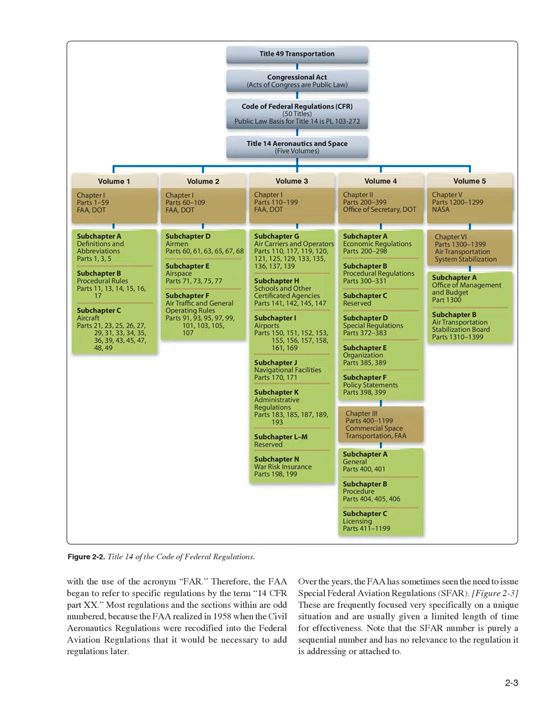 Title 49 Transportation
Congressional Act
(Acts of Congress are Public Law)
Code of Federal Regulations (CFR)
(50 Titles)
Public Law Basis for Title 14 is PL 103-272
Title 14 Aeronautics and Space
(Five Volumes)
Volume 1
Chapter I
Parts 1–59
FAA, DOT
Subchapter A
Definitions and
Abbreviations
Parts 1, 3, 5
Subchapter B
Procedural Rules
Parts 11, 13, 14, 15, 16,
17
Subchapter C
Aircraft
Parts 21, 23, 25, 26, 27,
29, 31, 33, 34, 35,
36, 39, 43, 45, 47,
48, 49
Volume 2
Chapter I
Parts 60–109
FAA, DOT
Subchapter D
Airmen
Parts 60, 61, 63, 65, 67, 68
Subchapter E
Airspace
Parts 71, 73, 75, 77
Subchapter F
Air Traffic and General
Operating Rules
Parts 91, 93, 95, 97, 99,
101, 103, 105,
107
Volume 3
Chapter I
Parts 110–199
FAA, DOT
Subchapter G
Air Carriers and Operators
Parts 110, 117, 119, 120,
121, 125, 129, 133, 135,
136, 137, 139
Subchapter H
Schools and Other
Certificated Agencies
Parts 141, 142, 145, 147
Subchapter I
Airports
Parts 150, 151, 152, 153,
155, 156, 157, 158,
161, 169
Subchapter J
Navigational Facilities
Parts 170, 171
Subchapter K
Administrative
Regulations
Parts 183, 185, 187, 189,
193
Subchapter L–M
Reserved
Subchapter N
War Risk Insurance
Parts 198, 199
Volume 4
Chapter II
Parts 200–399
Office of Secretary, DOT
Subchapter A
Economic Regulations
Parts 200–298
Subchapter B
Procedural Regulations
Parts 300–331
Subchapter C
Reserved
Subchapter D
Special Regulations
Parts 372–383
Subchapter E
Organization
Parts 385, 389
Subchapter F
Policy Statements
Parts 398, 399
Chapter III
Parts 400–1199
Commercial Space
Transportation, FAA
Subchapter A
General
Parts 400, 401
Subchapter B
Procedure
Parts 404, 405, 406
Subchapter C
Licensing
Parts 411–1199
Volume 5
Chapter V
Parts 1200–1299
NASA
Chapter VI
Parts 1300–1399
Air Transportation
System Stabilization
Subchapter A
Office of Management
and Budget
Part 1300
Subchapter B
Air Transportation
Stabilization Board
Parts 1310–1399
Figure 2-2. Title 14 of the Code of Federal Regulations.
with the use of the acronym “FAR.” Therefore, the FAA
began to refer to specific regulations by the term “14 CFR
part XX.” Most regulations and the sections within are odd
numbered, because the FAA realized in 1958 when the Civil
Aeronautics Regulations were recodified into the Federal
Aviation Regulations that it would be necessary to add
regulations later.
Over the years, the FAA has sometimes seen the need to issue
Special Federal Aviation Regulations (SFAR). [Figure 2-3]
These are frequently focused very specifically on a unique
situation and are usually given a limited length of time
for effectiveness. Note that the SFAR number is purely a
sequential number and has no relevance to the regulation it
is addressing or attached to.
2-3